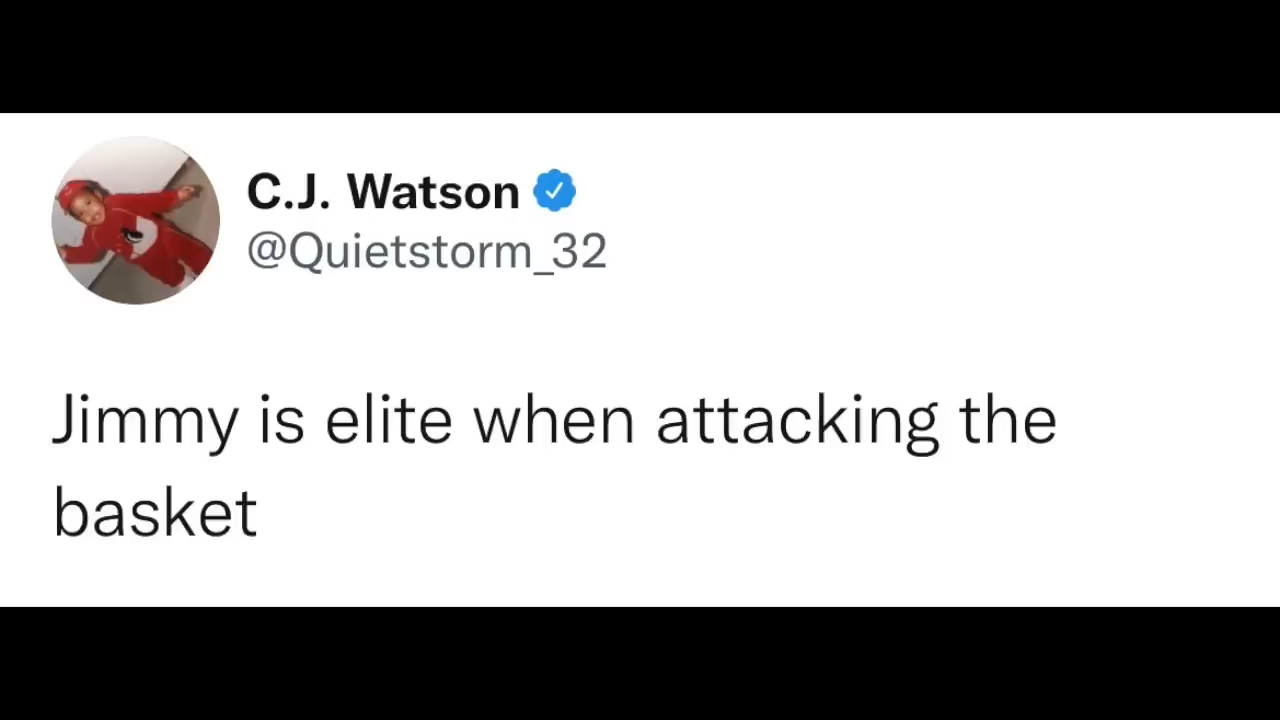 C.J. Watson
@Quietstorm_32
Jimmy is elite when attacking the
basket